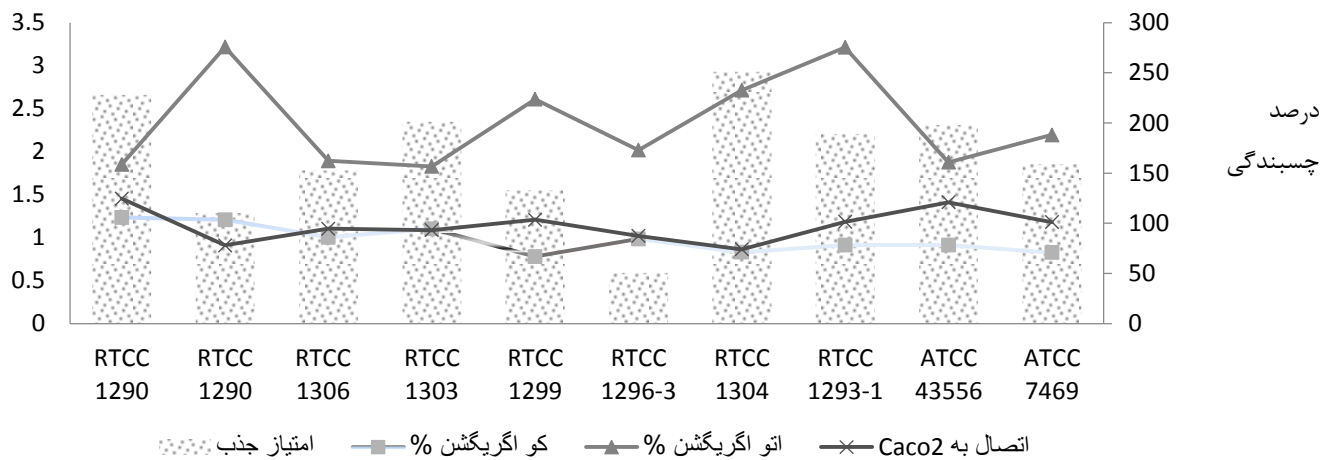 3.5
3
2.5
2
1.5
1
0.5
0
300
250
200
150
100
50
0
درصد
چسبندگی
RTCC 1290
RTCC 1290
RTCC 1306
RTCC 1303
RTCC 1299
RTCC 1296-3
RTCC 1304
RTCC 1293-1
ATCC 43556
ATCC 7469
امتیاز جذب
کو اگریگشن %
اتو اگریگشن %
اتصال به Caco2